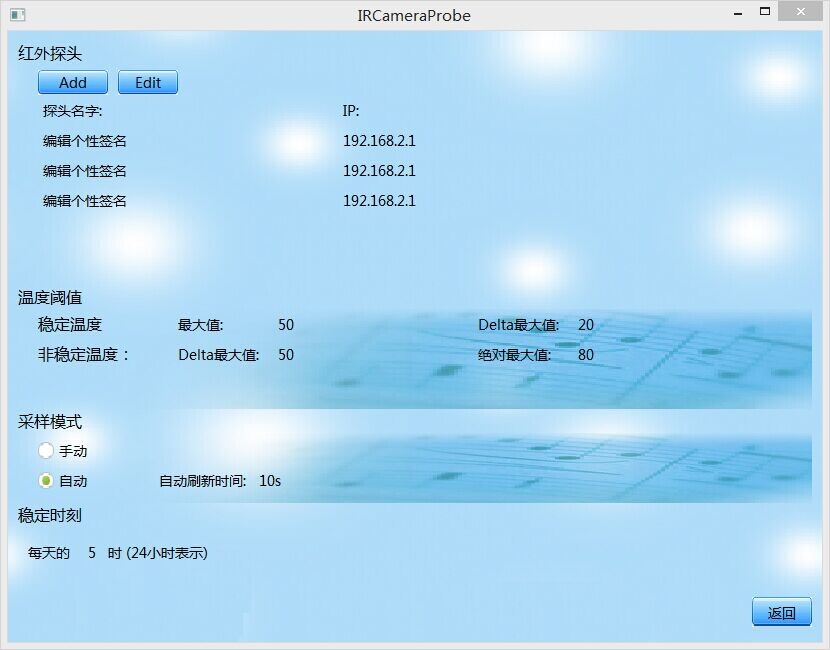 IRCameraProbe
红外探头
Add Edit
探头名字: IP:
编辑个性签名 192.168.2.1
编辑个性签名 192.168.2.1
编辑个性签名 192.168.2.1
温度阈值
稳定温度 最大值: 50 Delta最大值: 20
非稳定温度： Delta最大值: 50 绝对最大值: 80
采样模式
手动
自动 自动刷新时间: 10s
稳定时刻
每天的 5 时 (24小时表示)
返回